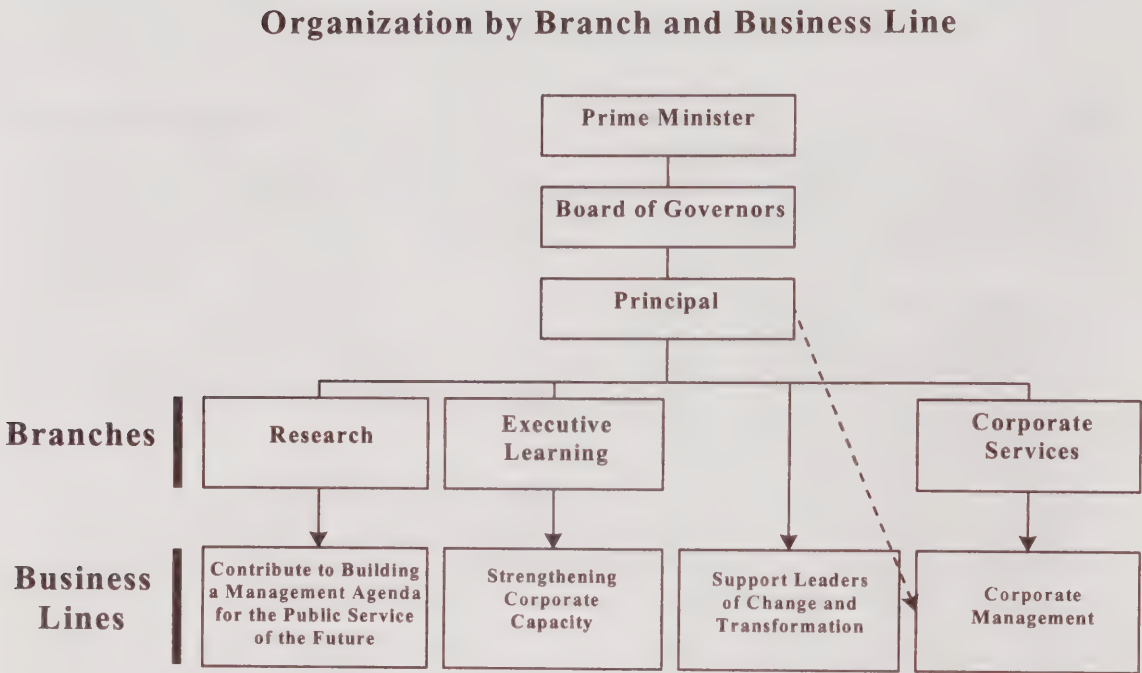 Organization by Branch and Business Line
Prime Minister
Board of Governors
Principal
Branches
Research
Executive
Learning
Corporate
Services
Business
Lines
Contribute to Building
a Management Agenda
for the Public Service
of the Future
Strengthening
Corporate
Capacity
Support Leaders
of Change and
Transformation
Corporate
Management